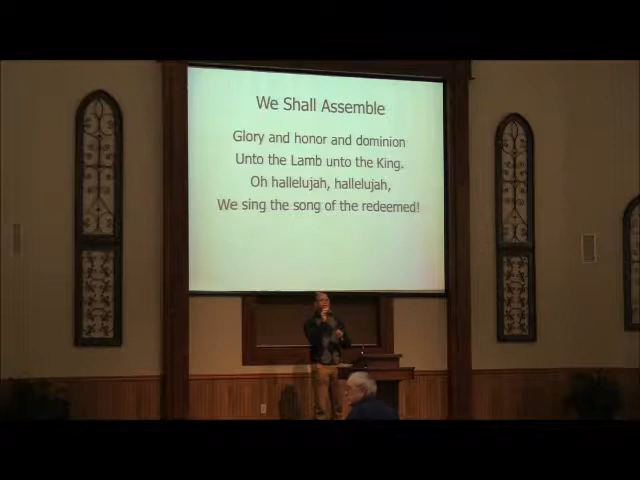 We Shall Assemble
Glory and honor and dominion
Unto the Lamb unto the King.
Oh hallelujah, hallelujah,
We sing the song of the redeemed!